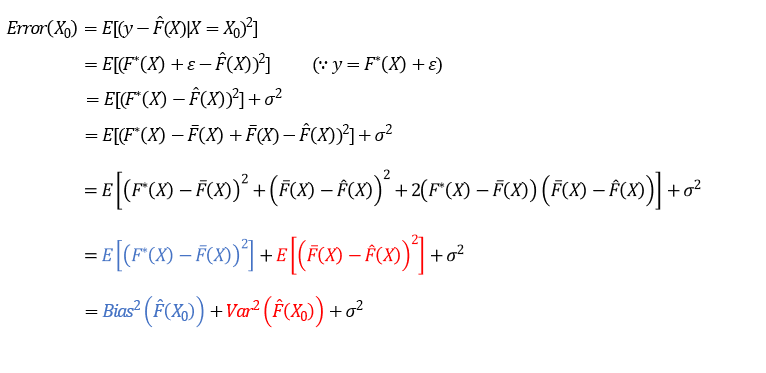 Error(X₀) = E[(y − F̂(X)|X = X₀)²]
= E[(F*(X) + ε − F̂(X))²] (∵ y = F*(X) + ε)
= E[(F*(X) − F̂(X))²] + σ²
= E[(F*(X) − F̄(X) + F̄(X) − F̂(X))²] + σ²
= E[(F*(X) − F̄(X))² + (F̄(X) − F̂(X))² + 2(F*(X) − F̄(X))(F̄(X) − F̂(X))] + σ²
= E[(F*(X) − F̄(X))²] + E[(F̄(X) − F̂(X))²] + σ²
= Bias²(F̂(X₀)) + Var²(F̂(X₀)) + σ²